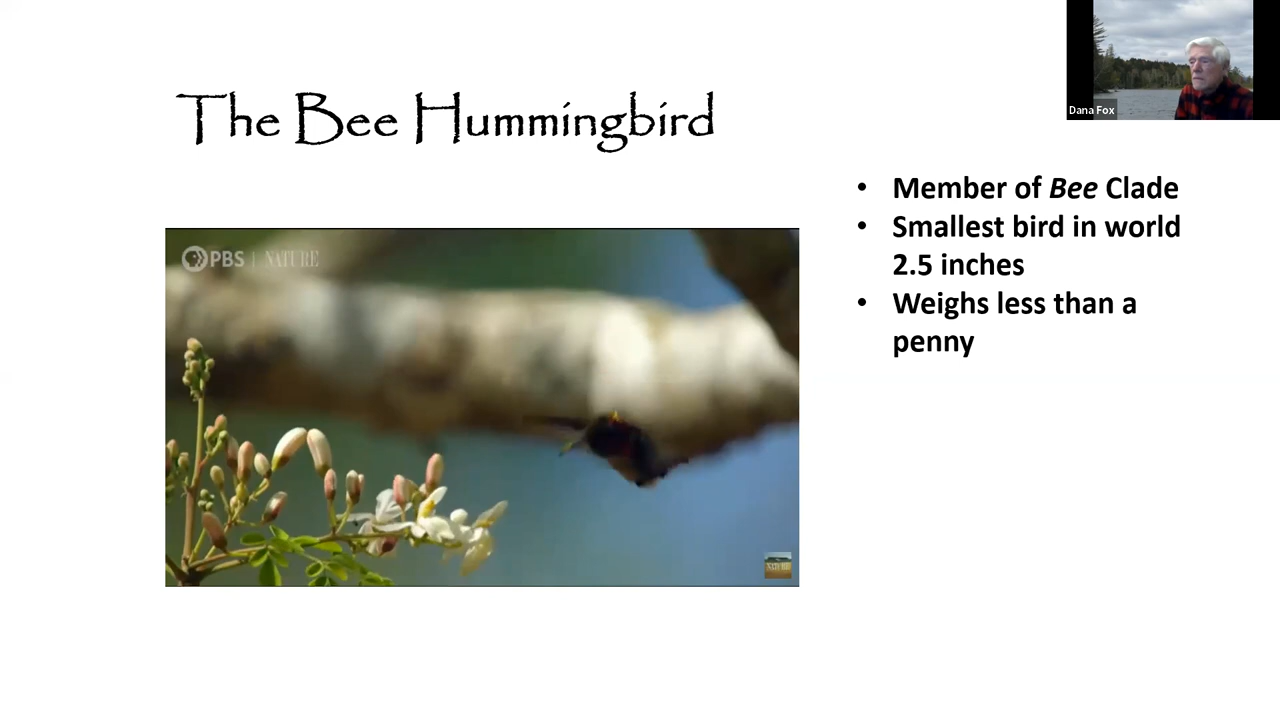 The Bee Hummingbird
Dana Fox
• Member of Bee Clade
• Smallest bird in world
2.5 inches
• Weighs less than a
penny
PBS | NATURE
NATURE